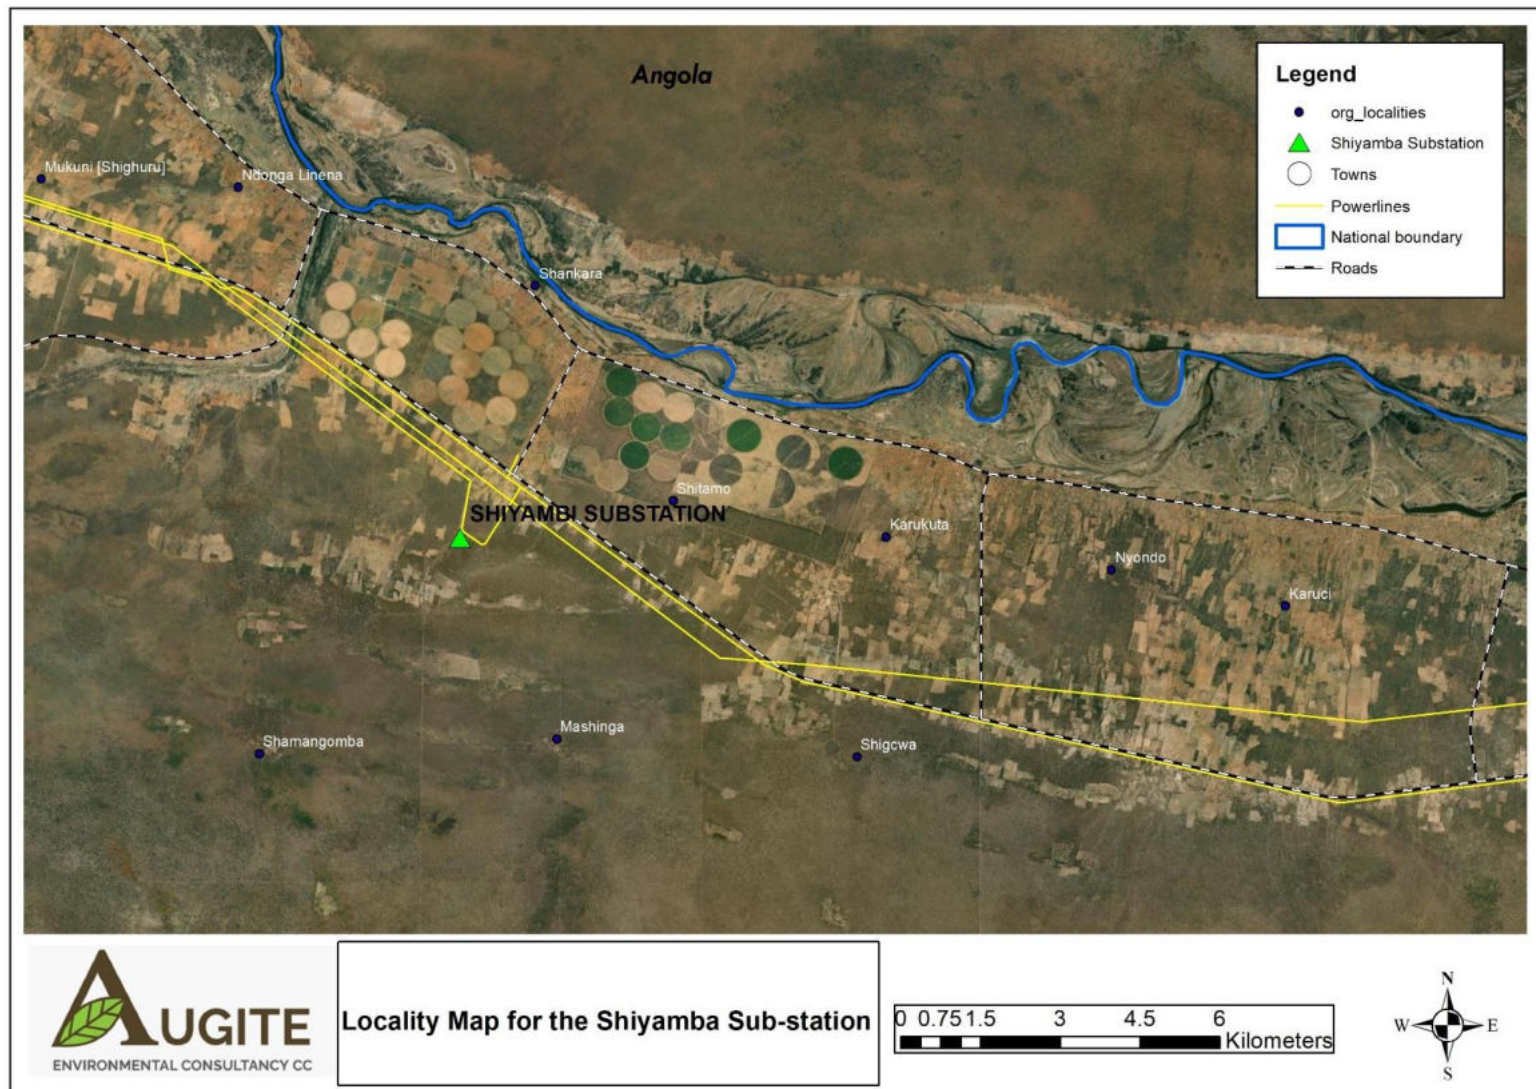 Angola
Legend
org_localities
Shiyamba Substation
Towns
Powerlines
National boundary
Roads
Mukuni [Shighuru]
Ndonga Linena
Shankara
Shitamo
SHIYAMBI SUBSTATION
Karukuta
Nyondo
Karuci
Shamangomba
Mashinga
Shigcwa
AUGITE
ENVIRONMENTAL CONSULTANCY CC
Locality Map for the Shiyamba Sub-station
0 0.75 1.5 3 4.5 6
Kilometers
N
W E
S